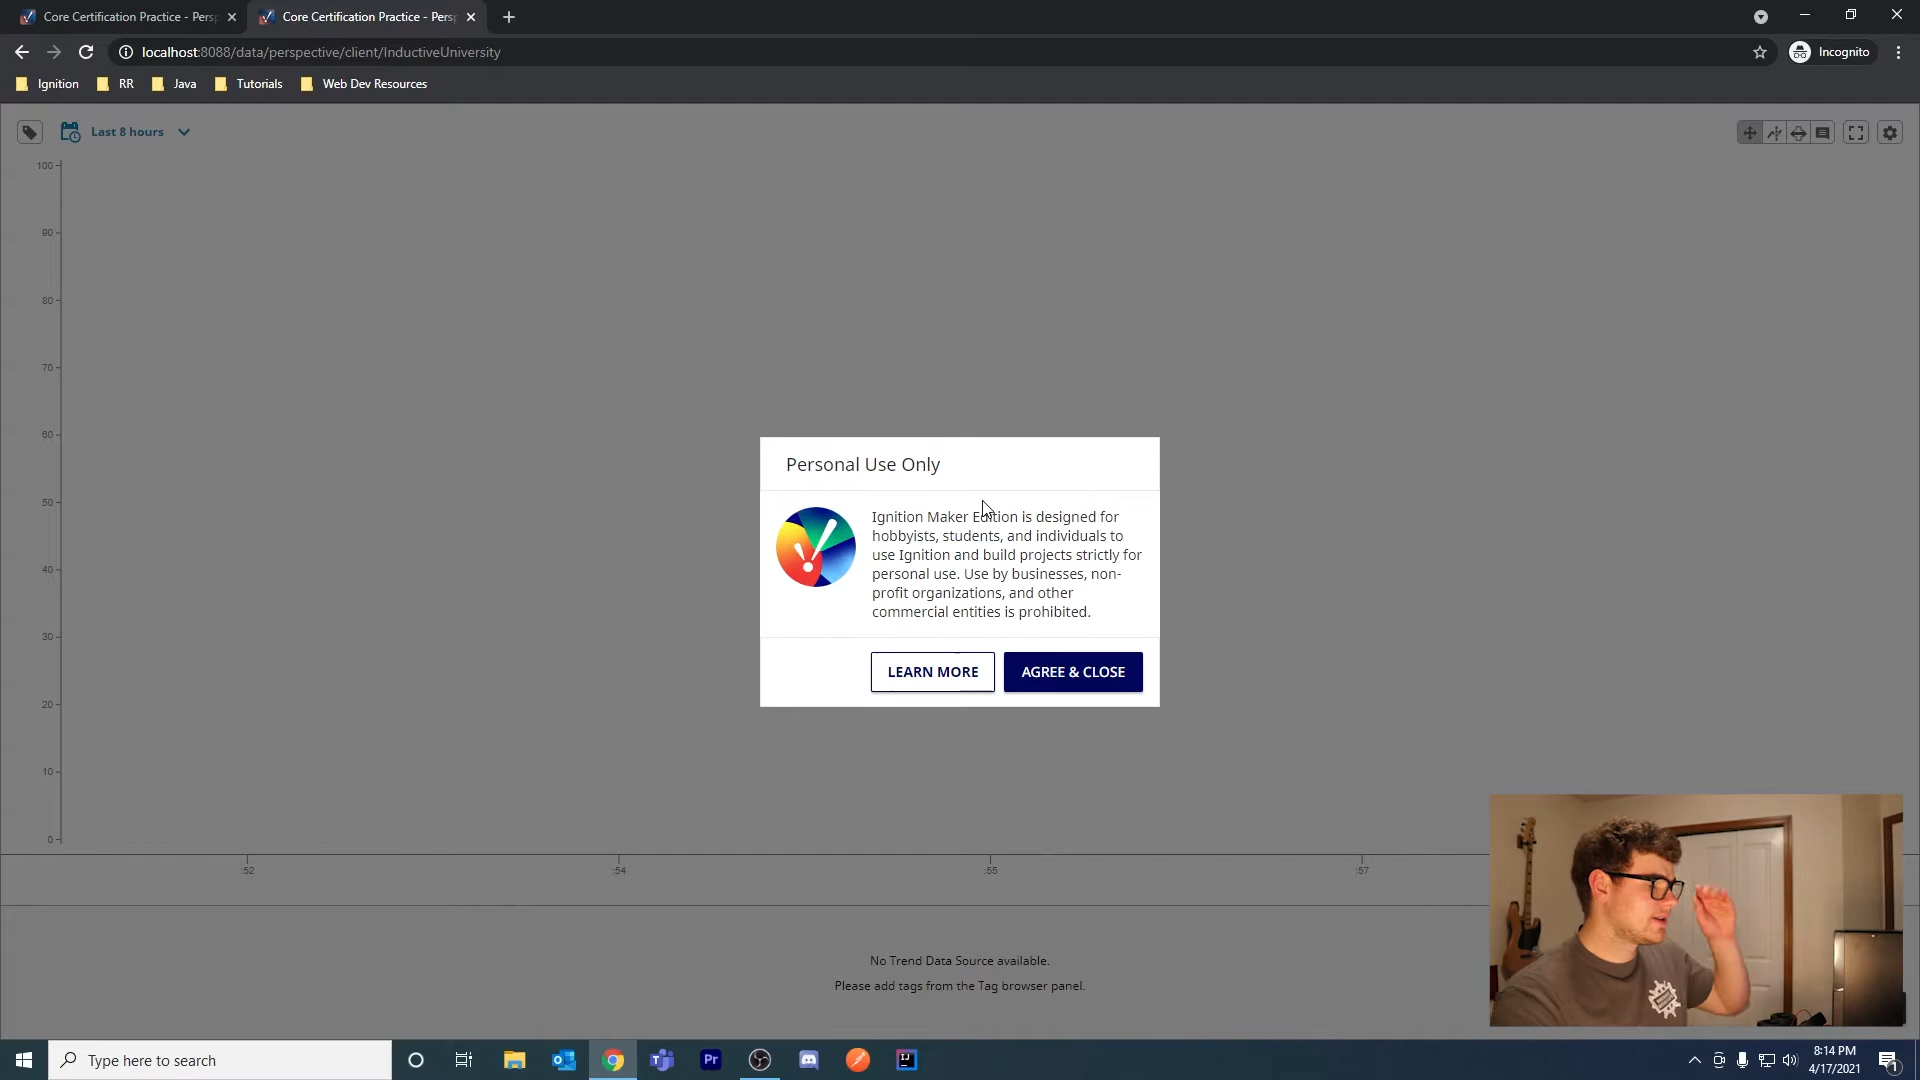 Core Certification Practice - Persp
Core Certification Practice - Persp
localhost:8088/data/perspective/client/InductiveUniversity
Incognito
Ignition
RR
Java
Tutorials
Web Dev Resources
Last 8 hours
100
90
80
70
60
50
40
30
20
10
0
Personal Use Only
Ignition Maker Edition is designed for
hobbyists, students, and individuals to
use Ignition and build projects strictly for
personal use. Use by businesses, non-
profit organizations, and other
commercial entities is prohibited.
LEARN MORE
AGREE & CLOSE
:52
:54
:55
:57
No Trend Data Source available.
Please add tags from the Tag browser panel.
Type here to search
Pr
IJ
8:14 PM
4/17/2021
1